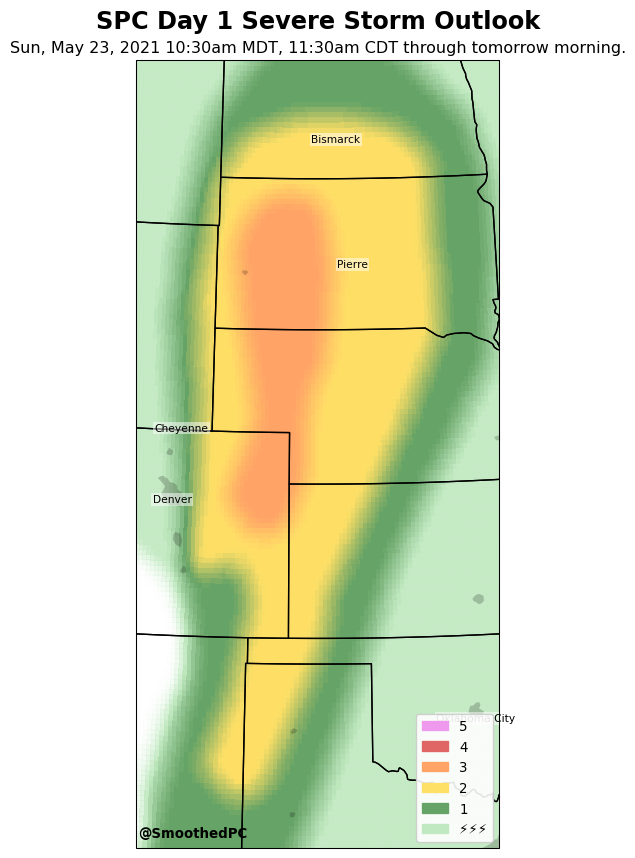 SPC Day 1 Severe Storm Outlook
Sun, May 23, 2021 10:30am MDT, 11:30am CDT through tomorrow morning.
Bismarck
Pierre
Cheyenne
Denver
Oklahoma City
5
4
3
2
1
⚡⚡⚡
@SmoothedPC